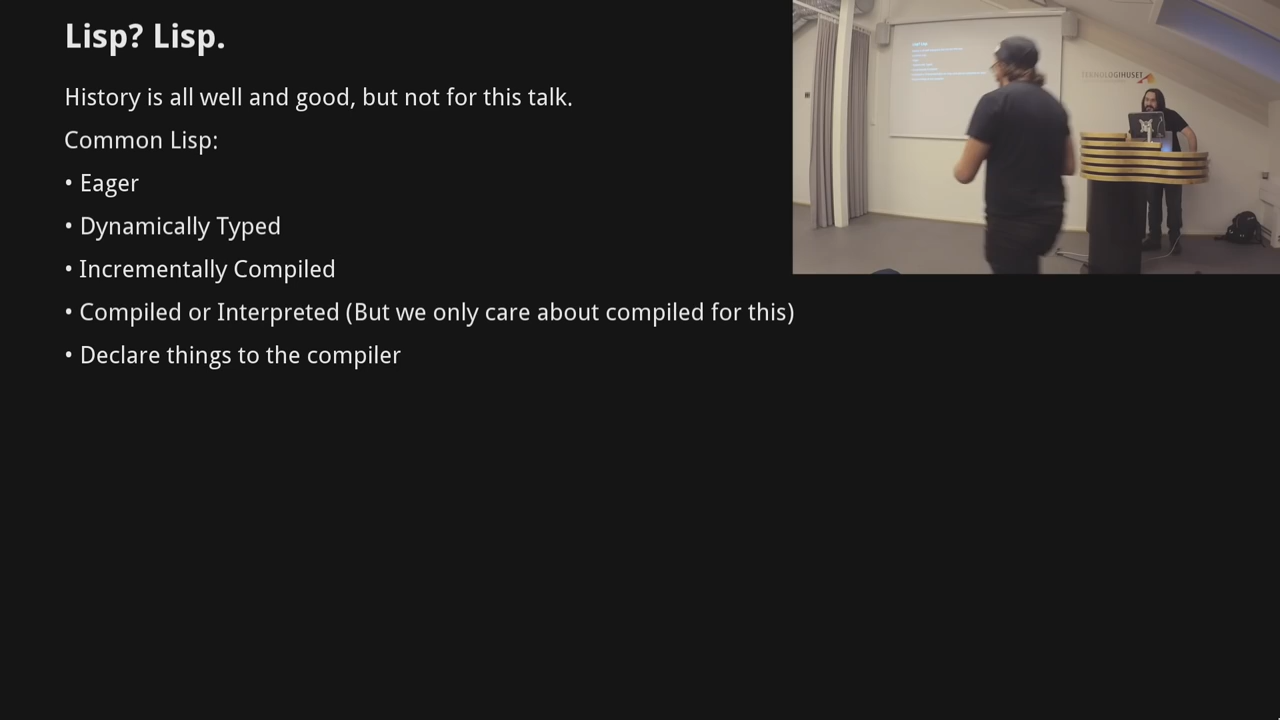 Lisp? Lisp.
History is all well and good, but not for this talk.
Common Lisp:
• Eager
• Dynamically Typed
• Incrementally Compiled
• Compiled or Interpreted (But we only care about compiled for this)
• Declare things to the compiler
TEKNOLOGIHUSET